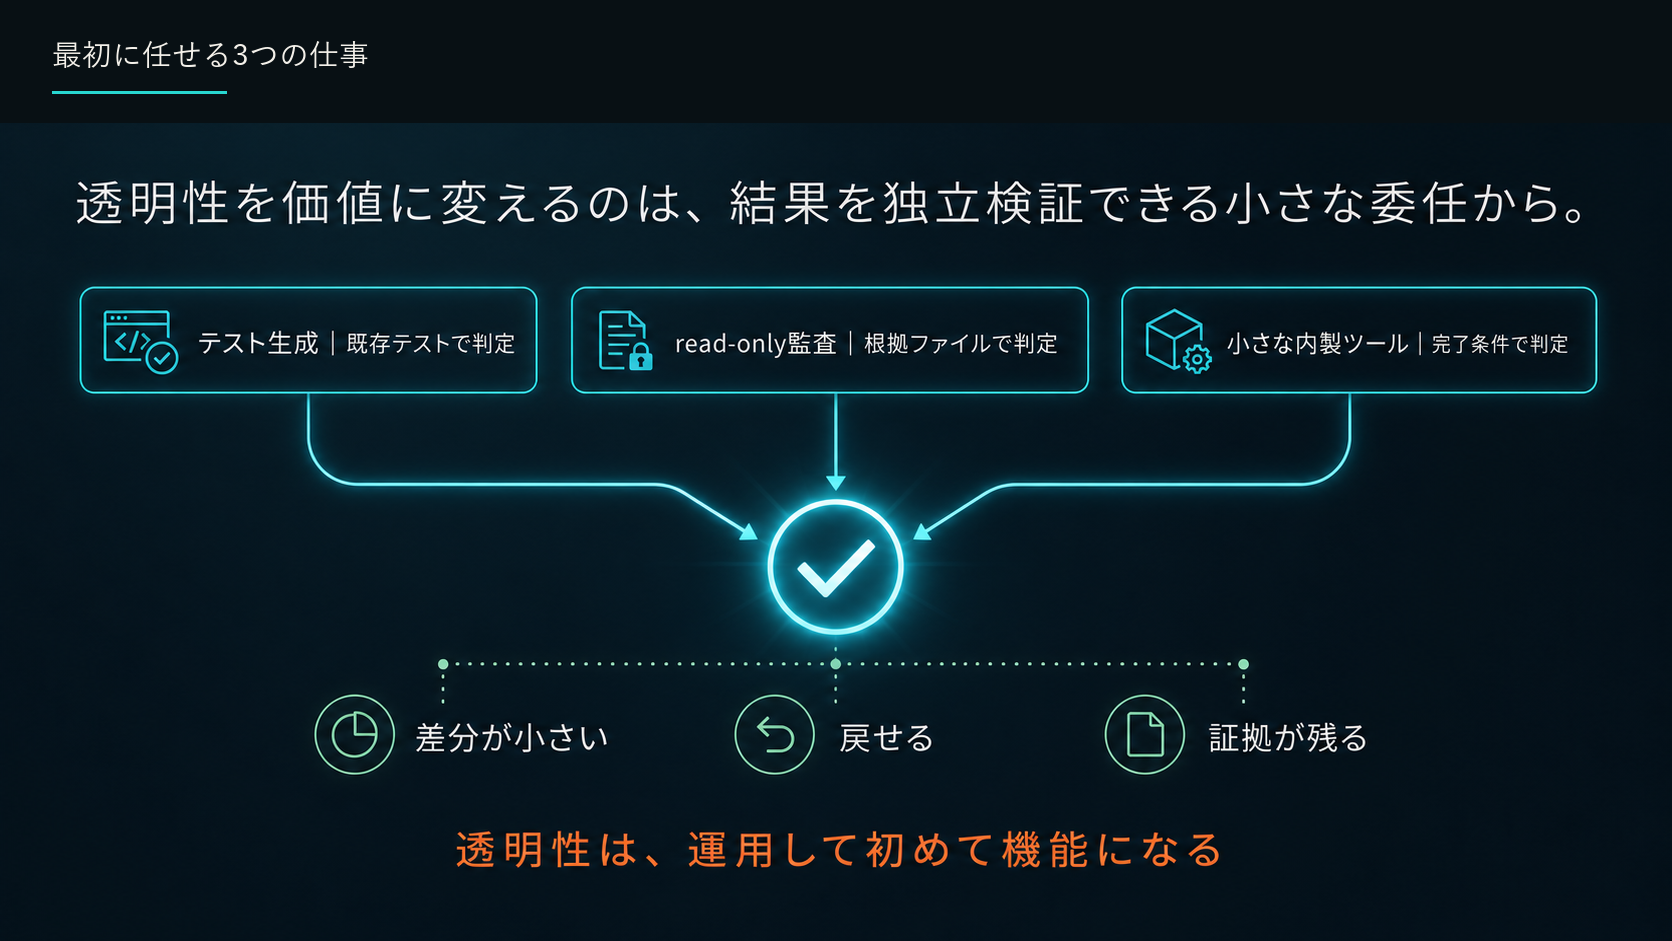 最初に任せる3つの仕事
透明性を価値に変えるのは、結果を独立検証できる小さな委任から。
テスト生成｜既存テストで判定
read-only監査｜根拠ファイルで判定
小さな内製ツール｜完了条件で判定
差分が小さい
戻せる
証拠が残る
透明性は、運用して初めて機能になる